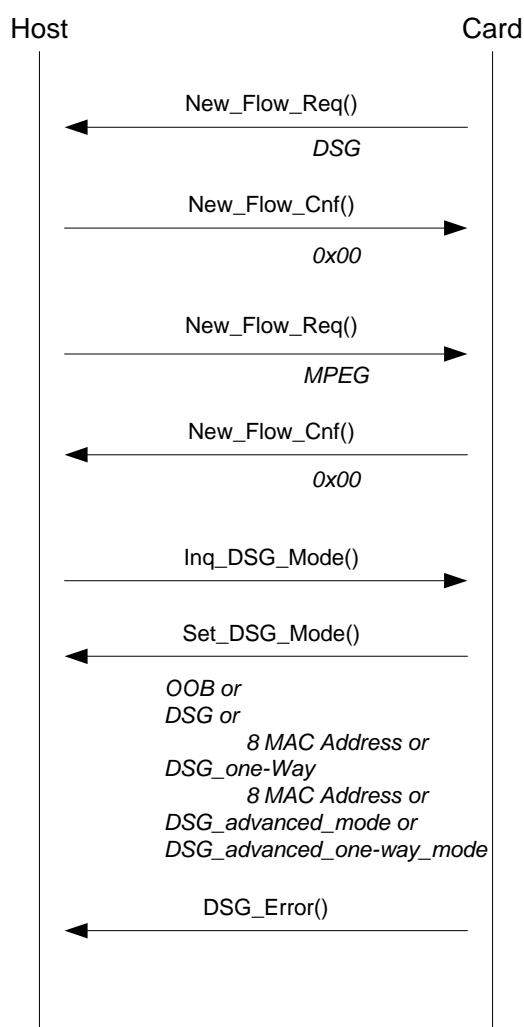 Host Card
New_Flow_Req()
DSG
New_Flow_Cnf()
0x00
New_Flow_Req()
MPEG
New_Flow_Cnf()
0x00
Inq_DSG_Mode()
Set_DSG_Mode()
OOB or
DSG or
8 MAC Address or
DSG_one-Way
8 MAC Address or
DSG_advanced_mode or
DSG_advanced_one-way_mode
DSG_Error()